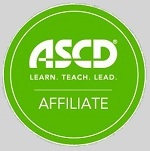 ASCD®
LEARN. TEACH. LEAD.
AFFILIATE